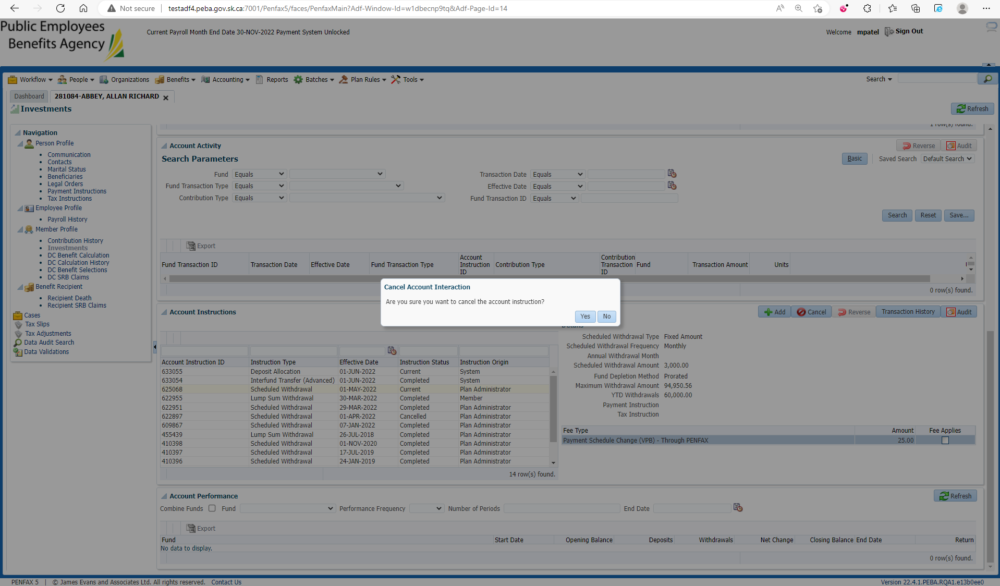 Not secure | testadf4.peba.gov.sk.ca:7001/Penfax5/faces/PenfaxMain?Adf-Window-Id=w1dbecnp9tq&Adf-Page-Id=14
Public Employees
Benefits Agency
Current Payroll Month End Date 30-NOV-2022 Payment System Unlocked
Welcome mpatel Sign Out
Workflow People Organizations Benefits Accounting Reports Batches Plan Rules Tools Search
Dashboard 281084-ABBEY, ALLAN RICHARD
Investments
Refresh
Navigation
Person Profile
Communication
Contacts
Marital Status
Beneficiaries
Legal Orders
Payment Instructions
Tax Instructions
Employee Profile
Payroll History
Member Profile
Contribution History
Investments
DC Benefit Calculation
DC Calculation History
DC Benefit Selections
DC SRB Claims
Benefit Recipient
Recipient Death
Recipient SRB Claims
Cases
Tax Slips
Tax Adjustments
Data Audit Search
Data Validations
1 row(s) found.
Account Activity
Reverse Audit
Search Parameters
Basic Saved Search Default Search
Fund Equals Transaction Date Equals
Fund Transaction Type Equals Effective Date Equals
Contribution Type Equals Fund Transaction ID Equals
Search Reset Save...
Export
Fund Transaction ID Transaction Date Effective Date Fund Transaction Type Account Instruction ID Contribution Type Contribution Transaction ID Fund Transaction Amount Units
0 row(s) found.
Cancel Account Interaction
Are you sure you want to cancel the account instruction?
Yes No
Account Instructions
Add Cancel Reverse Transaction History Audit
Account Instruction ID Instruction Type Effective Date Instruction Status Instruction Origin
633055 Deposit Allocation 01-JUN-2022 Current System
633054 Interfund Transfer (Advanced) 01-JUN-2022 Completed System
625068 Scheduled Withdrawal 01-MAY-2022 Current Plan Administrator
622955 Lump Sum Withdrawal 30-MAR-2022 Completed Member
622951 Scheduled Withdrawal 29-MAR-2022 Completed Plan Administrator
622897 Scheduled Withdrawal 01-APR-2022 Cancelled Plan Administrator
609867 Scheduled Withdrawal 07-JAN-2022 Completed Plan Administrator
455439 Lump Sum Withdrawal 26-JUL-2018 Completed Plan Administrator
410398 Scheduled Withdrawal 01-NOV-2020 Completed Plan Administrator
410397 Scheduled Withdrawal 17-JUL-2019 Completed Plan Administrator
410396 Scheduled Withdrawal 24-JAN-2019 Completed Plan Administrator
14 row(s) found.
Details
Scheduled Withdrawal Type Fixed Amount
Scheduled Withdrawal Frequency Monthly
Annual Withdrawal Month
Scheduled Withdrawal Amount 3,000.00
Fund Depletion Method Prorated
Maximum Withdrawal Amount 94,950.56
YTD Withdrawals 60,000.00
Payment Instruction
Tax Instruction
Fee Type Amount Fee Applies
Payment Schedule Change (VPB) - Through PENFAX 25.00
Account Performance
Refresh
Combine Funds Fund Performance Frequency Number of Periods End Date
Export
Fund Start Date Opening Balance Deposits Withdrawals Net Change Closing Balance End Date Return
No data to display.
0 row(s) found.
PENFAX 5 | © James Evans and Associates Ltd. All rights reserved. Contact Us
Version 22.4.1.PEBA.RQA1.e13b0ee0